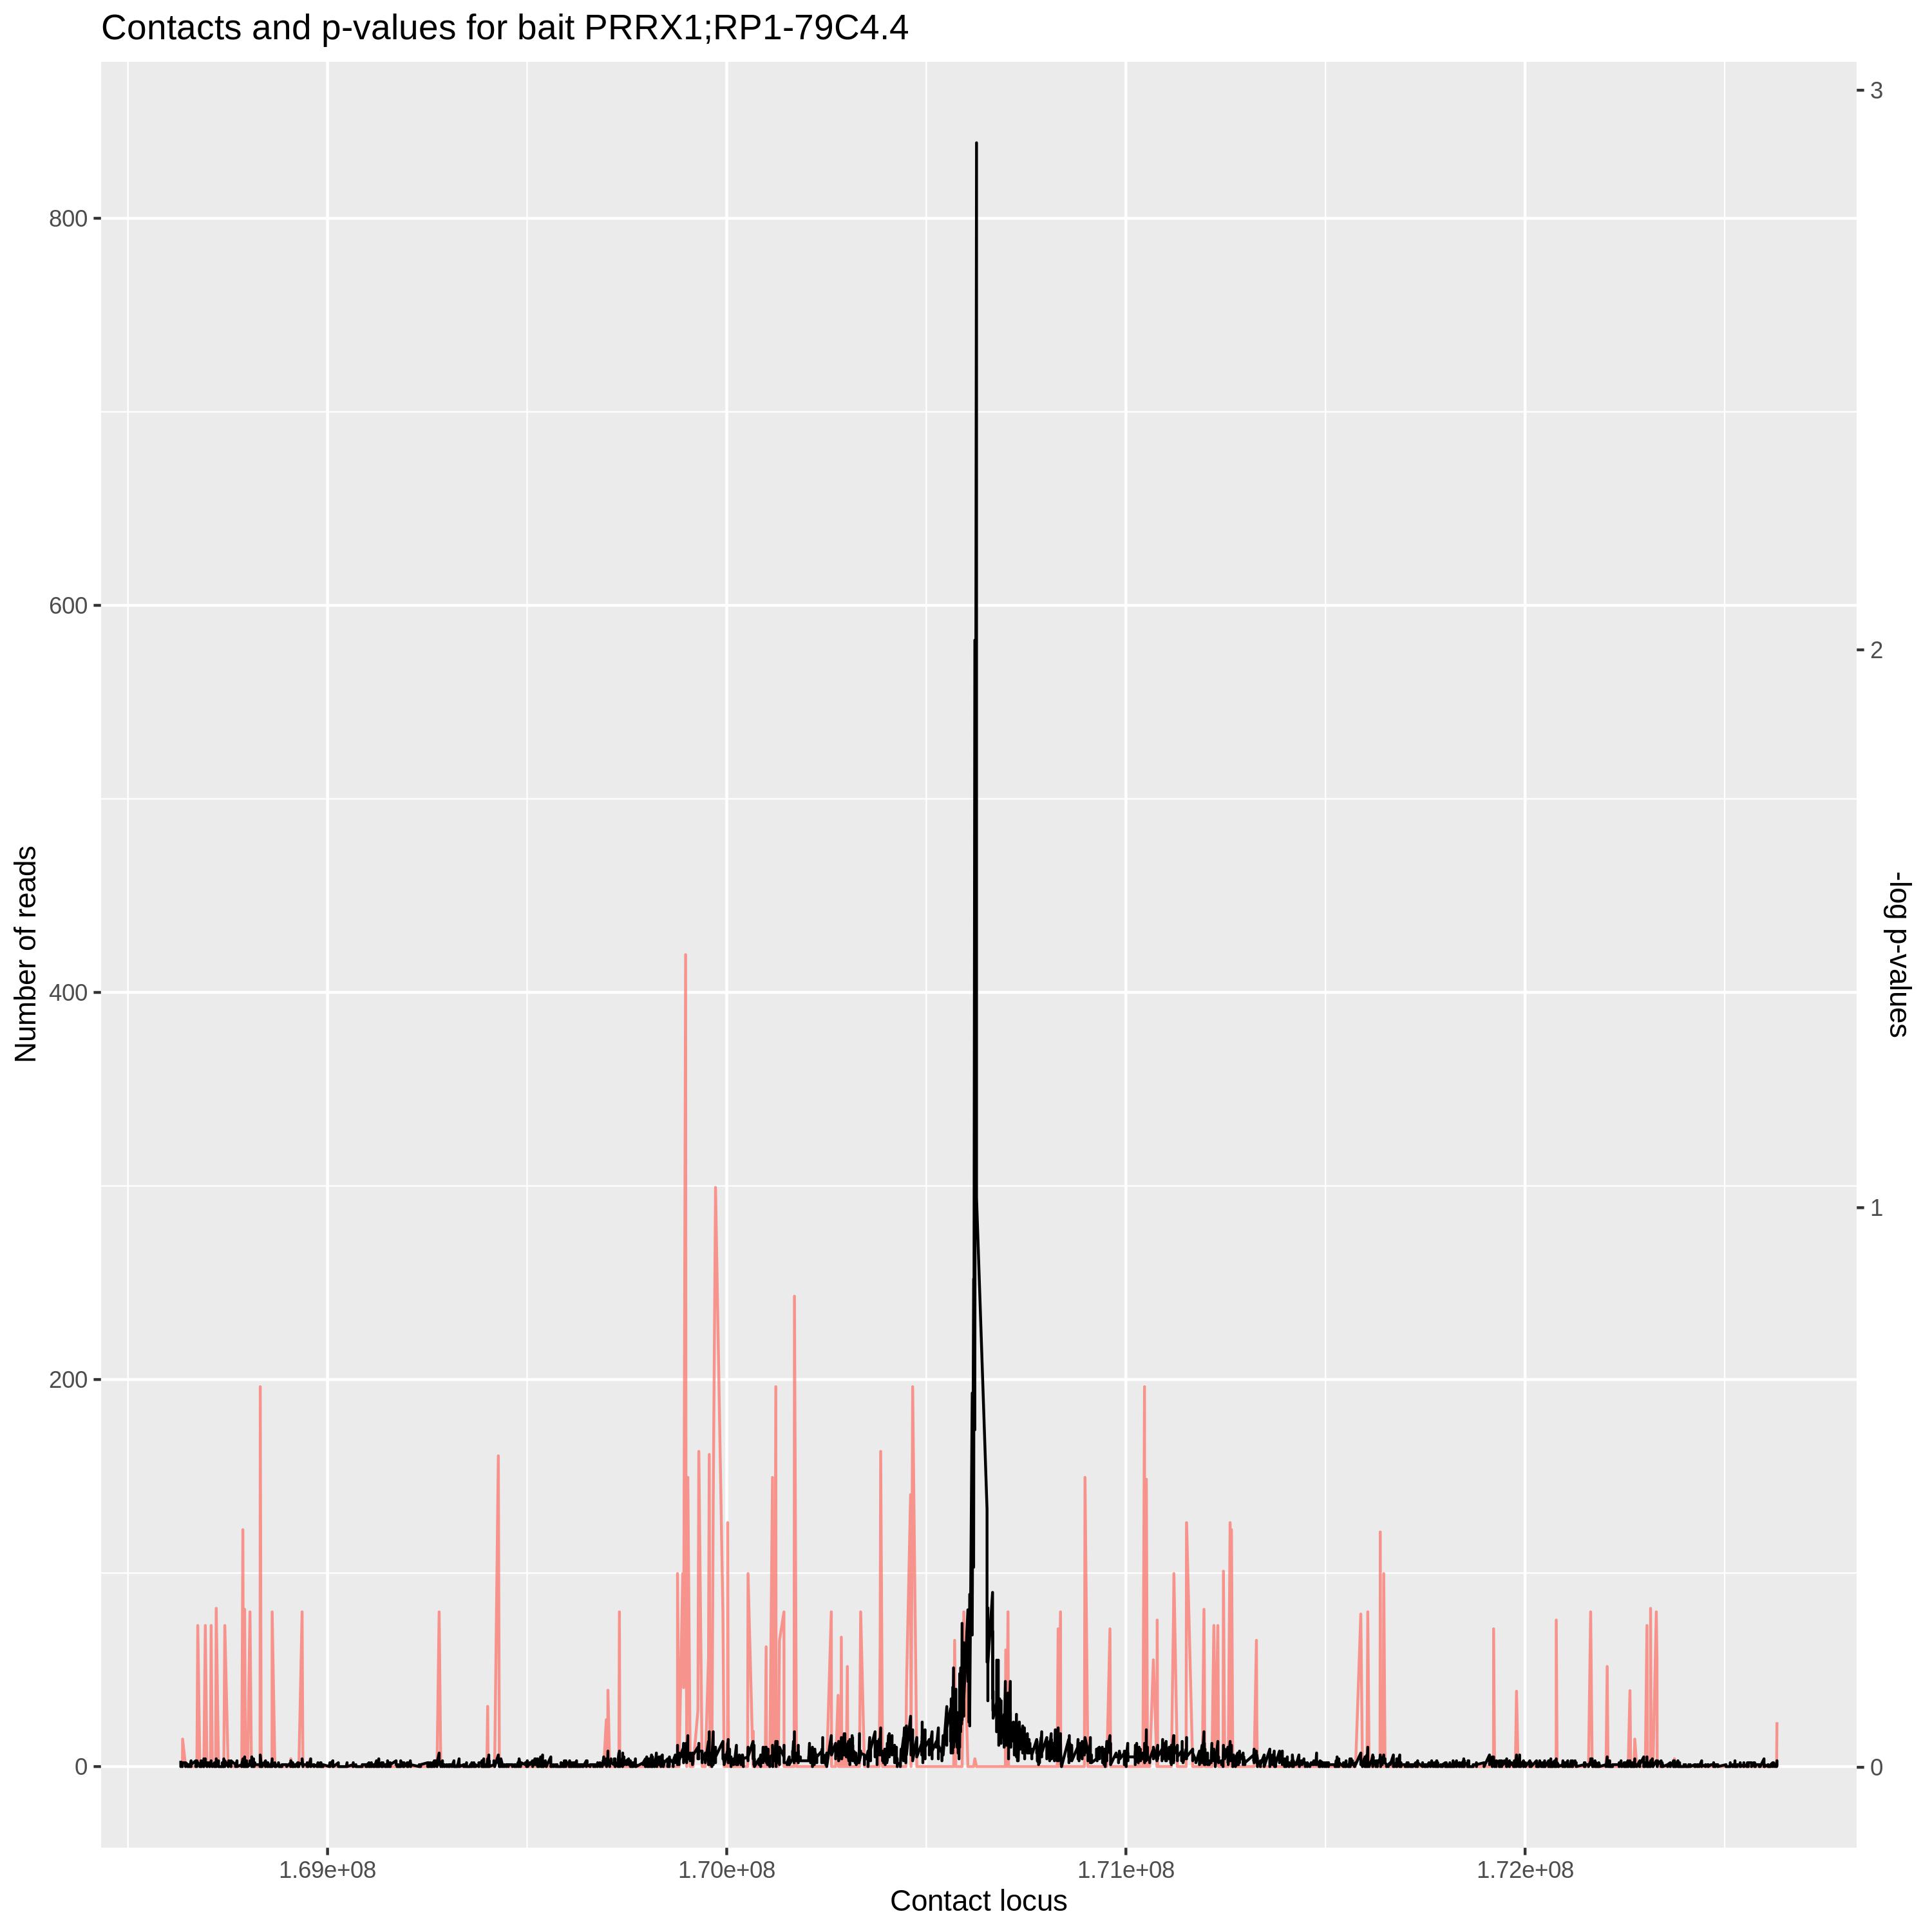 Contacts and p-values for bait PRRX1;RP1-79C4.4
3
800
600
2
Number of reads
-log p-values
400
1
200
0
0
1.69e+08
1.70e+08
1.71e+08
1.72e+08
Contact locus